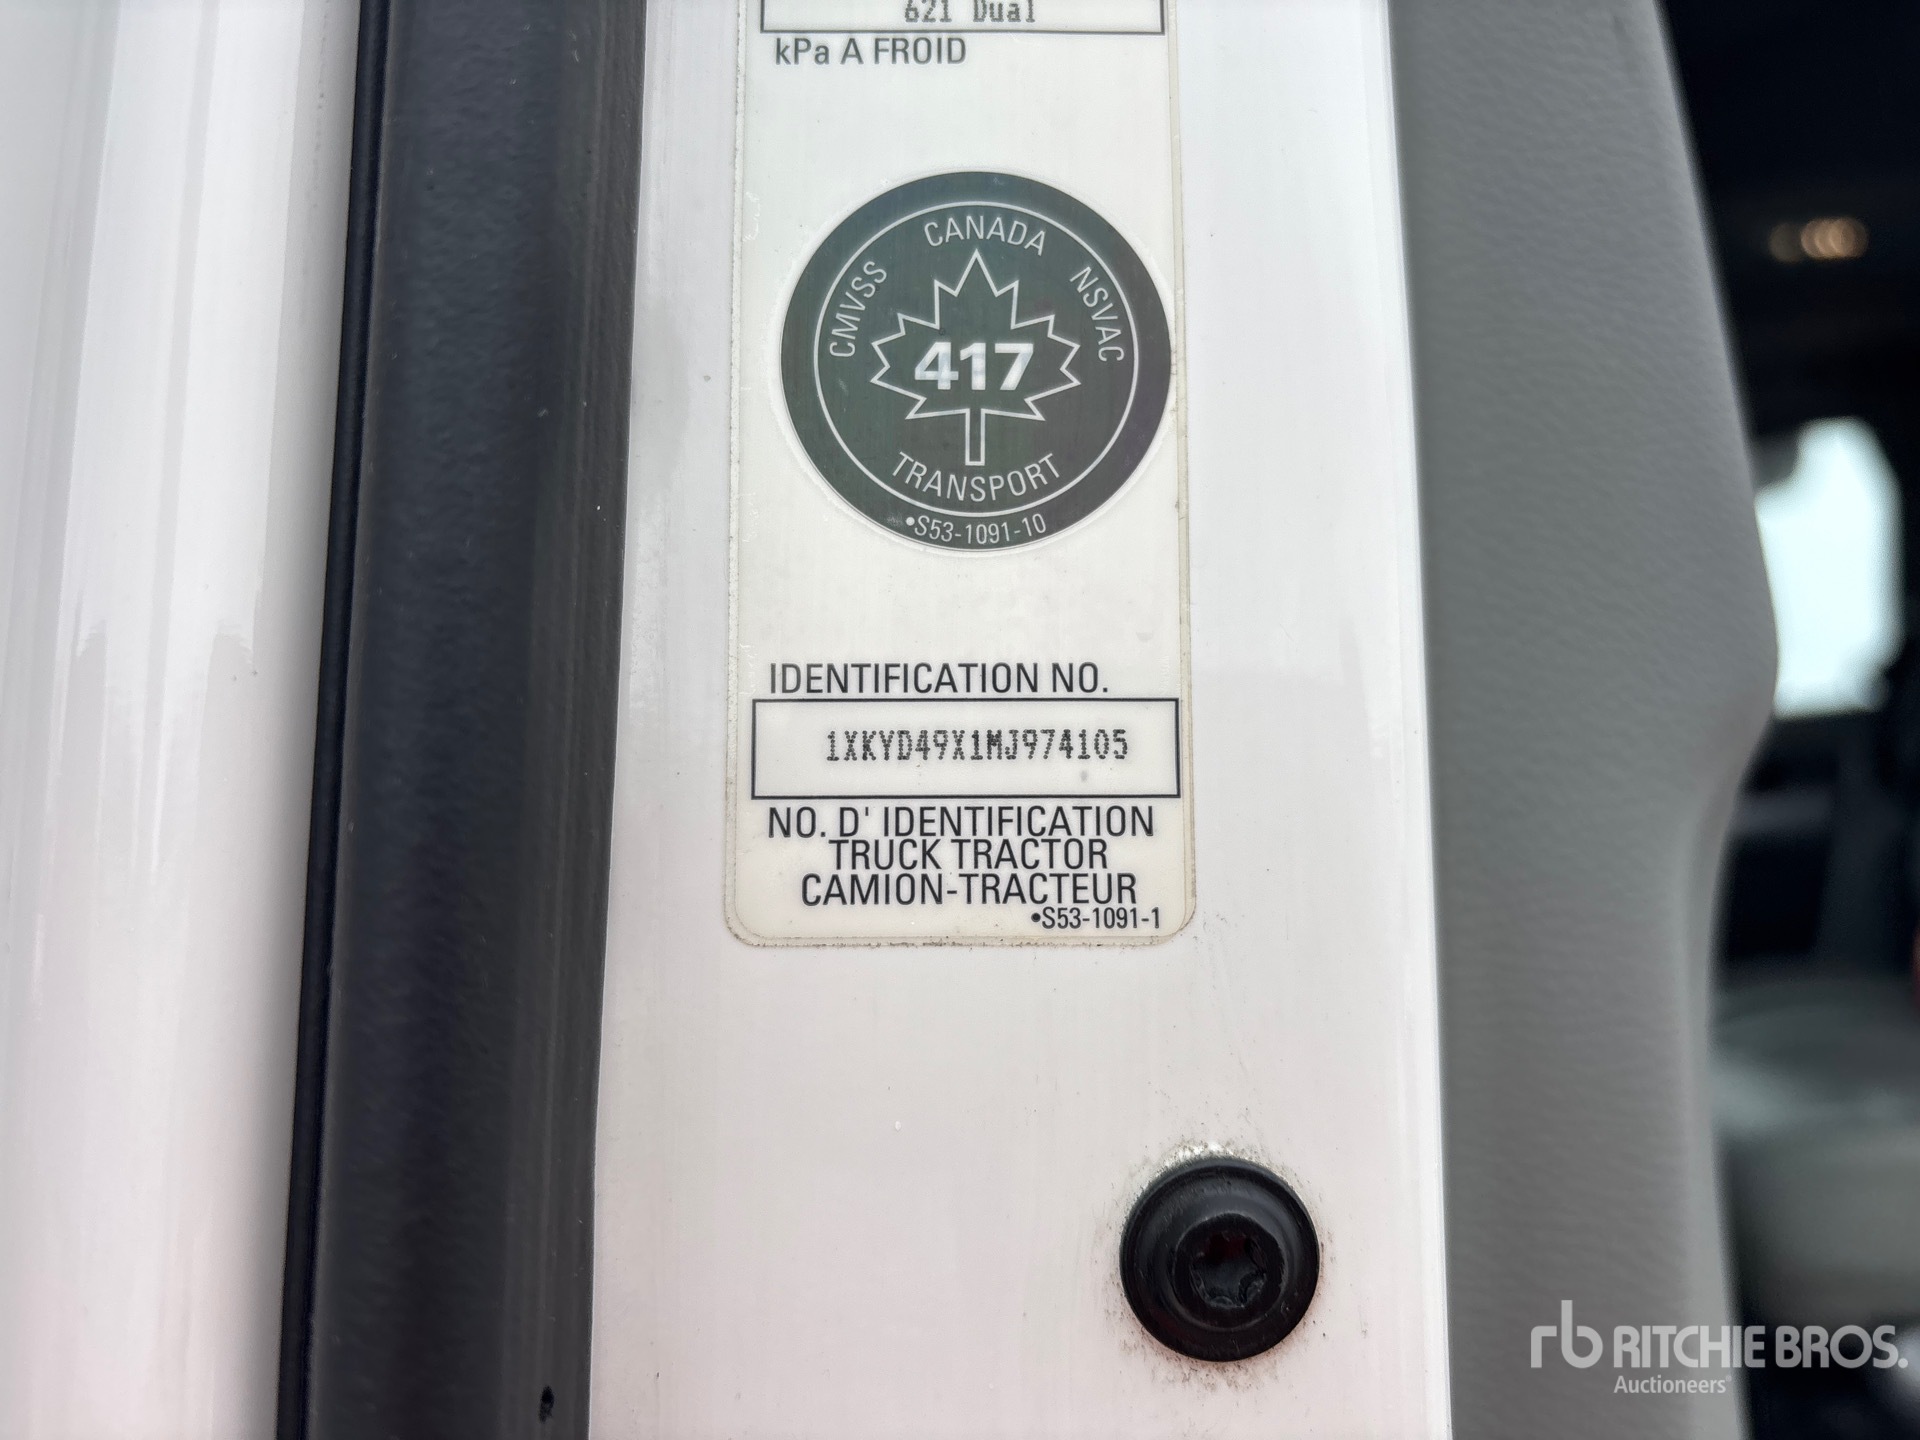 621 Dual
kPa A FROID
CANADA
CMVSS
NSVAC
417
TRANSPORT
•S53-1091-10
IDENTIFICATION NO.
1XKYD49X1MJ974105
NO. D' IDENTIFICATION
TRUCK TRACTOR
CAMION-TRACTEUR
•S53-1091-1
rb RITCHIE BROS.
Auctioneers